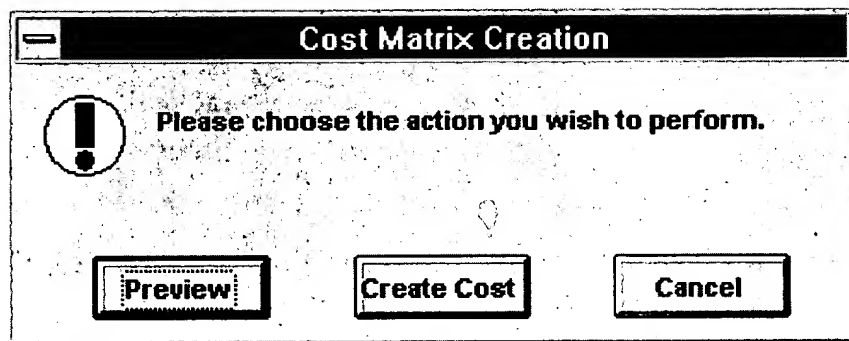 Cost Matrix Creation
Please choose the action you wish to perform.
Preview
Create Cost
Cancel